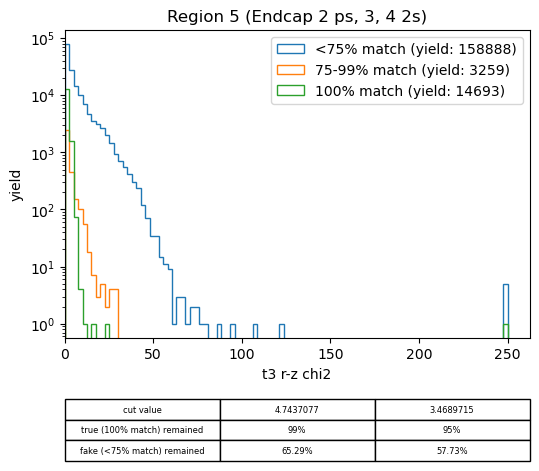 Region 5 (Endcap 2 ps, 3, 4 2s)
<75% match (yield: 158888)
75-99% match (yield: 3259)
100% match (yield: 14693)
yield
10^5
10^4
10^3
10^2
10^1
10^0
0 50 100 150 200 250
t3 r-z chi2
cut value 4.7437077 3.4689715
true (100% match) remained 99% 95%
fake (<75% match) remained 65.29% 57.73%